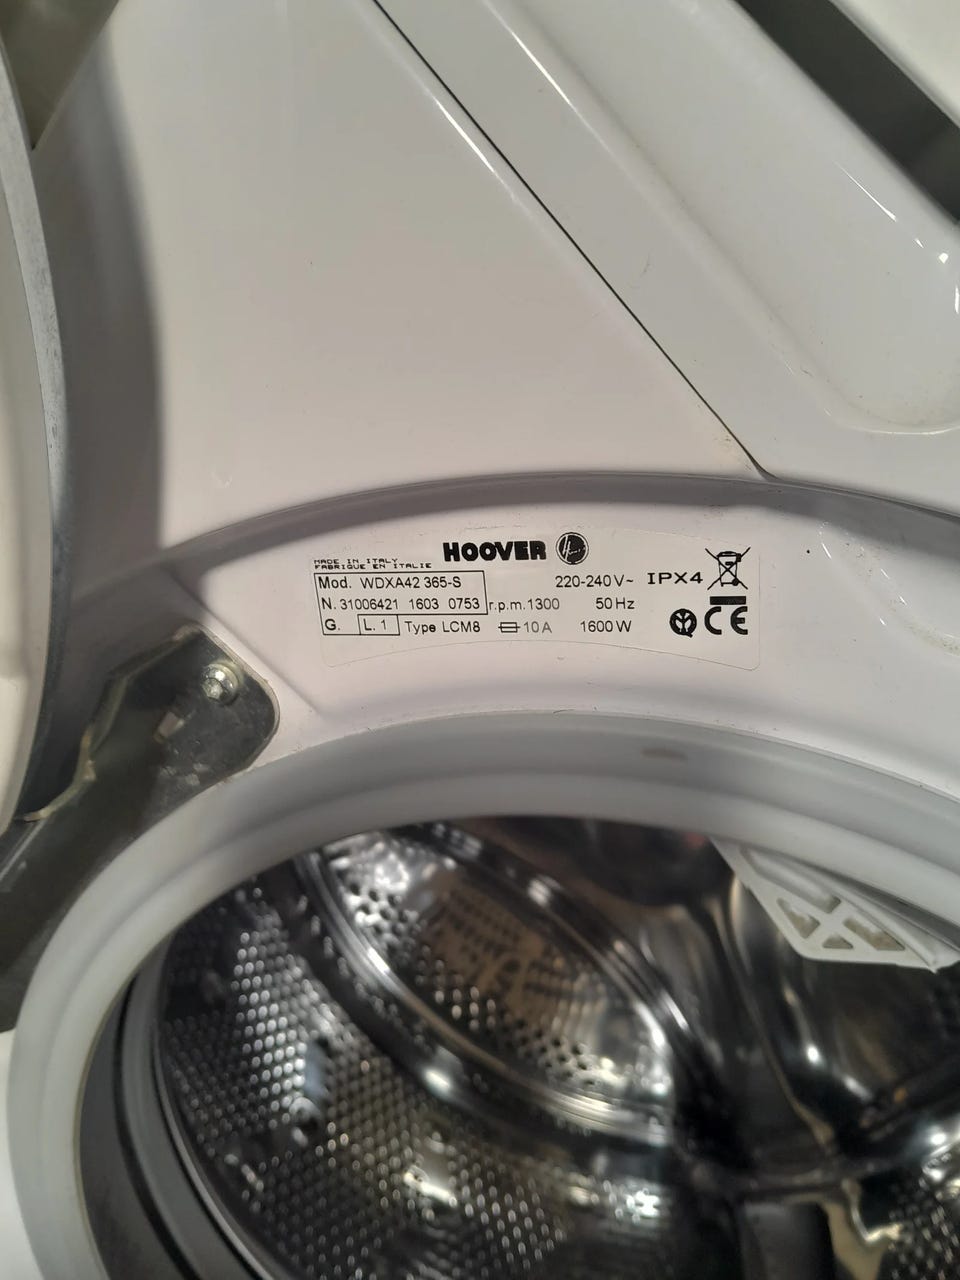 HOOVER
MADE IN ITALY
FABRIQUE EN ITALIE
Mod. WDXA42 365-S 220-240V~ IPX4
N. 31006421 1603 0753 r.p.m. 1300 50Hz
G. L. 1 Type LCM8 10A 1600W CE